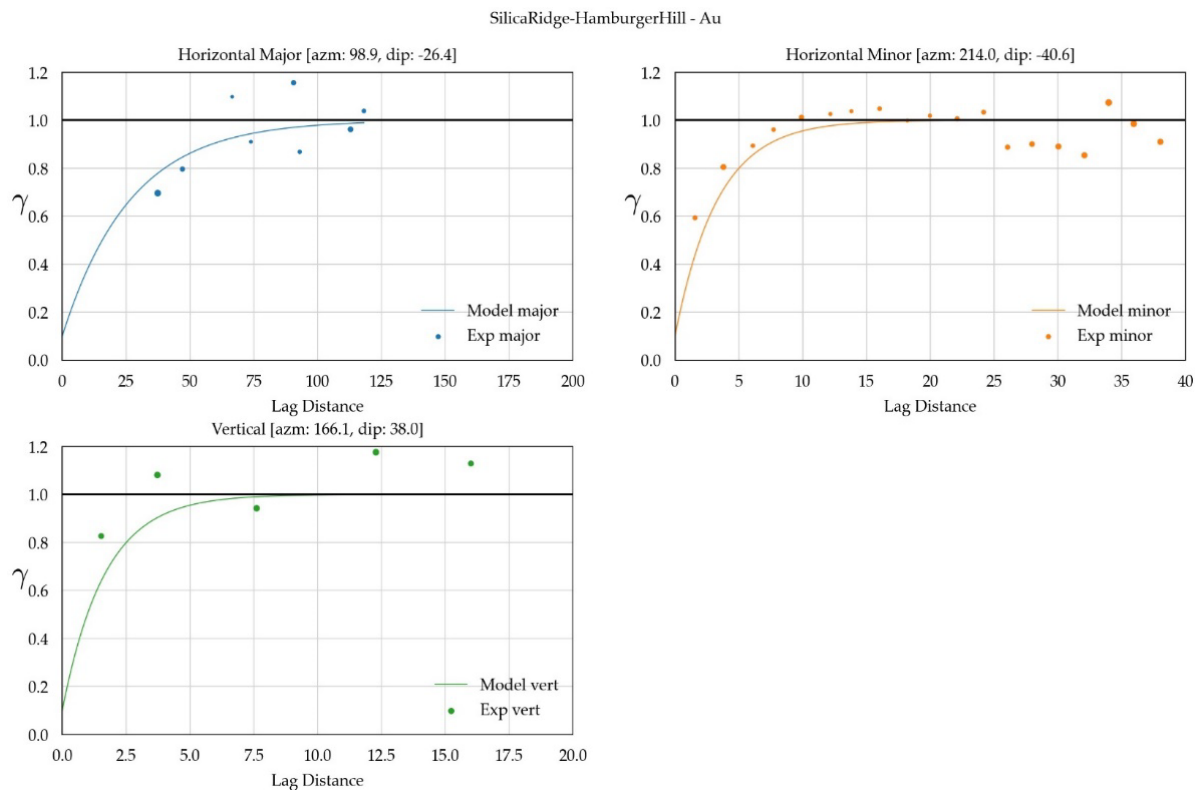 SilicaRidge-HamburgerHill - Au
Horizontal Major [azm: 98.9, dip: -26.4]
1.2
1.0
0.8
0.6
0.4
0.2
0.0
γ
Model major
Exp major
0 25 50 75 100 125 150 175 200
Lag Distance
Horizontal Minor [azm: 214.0, dip: -40.6]
1.2
1.0
0.8
0.6
0.4
0.2
0.0
γ
Model minor
Exp minor
0 5 10 15 20 25 30 35 40
Lag Distance
Vertical [azm: 166.1, dip: 38.0]
1.2
1.0
0.8
0.6
0.4
0.2
0.0
γ
Model vert
Exp vert
0.0 2.5 5.0 7.5 10.0 12.5 15.0 17.5 20.0
Lag Distance